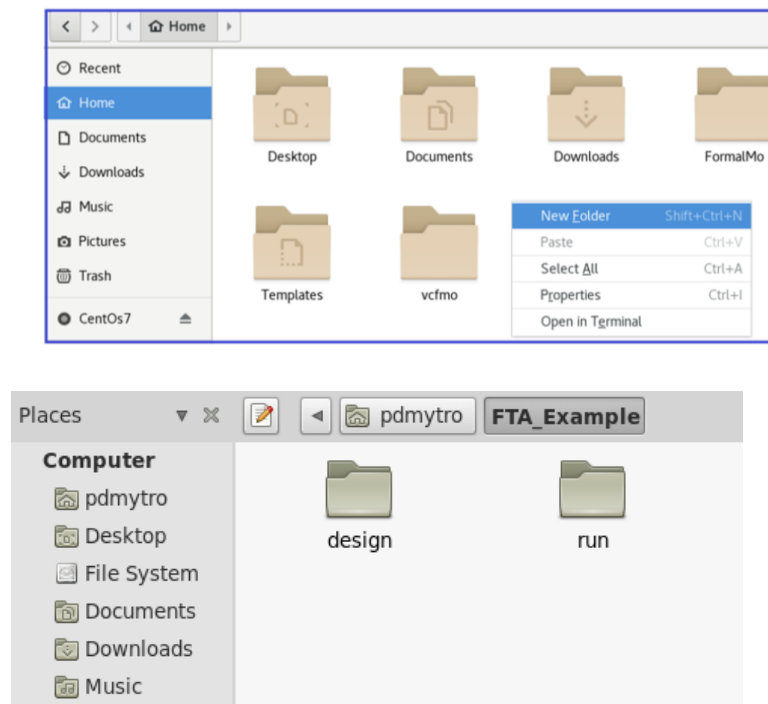 Home
Recent
Home
Documents
Downloads
Music
Pictures
Trash
CentOs7
Desktop Documents Downloads FormalMo
Templates vcfmo
New Folder Shift+Ctrl+N
Paste Ctrl+V
Select All Ctrl+A
Properties Ctrl+I
Open in Terminal
Places
pdmytro FTA_Example
Computer
pdmytro
Desktop
File System
Documents
Downloads
Music
design run